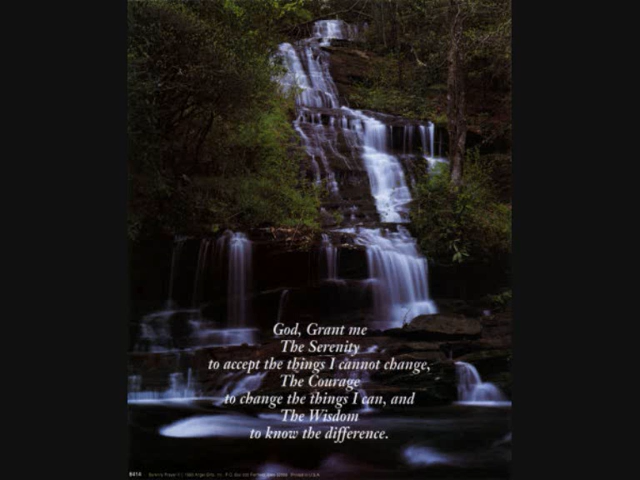 God, Grant me
The Serenity
to accept the things I cannot change,
The Courage
to change the things I can, and
The Wisdom
to know the difference.